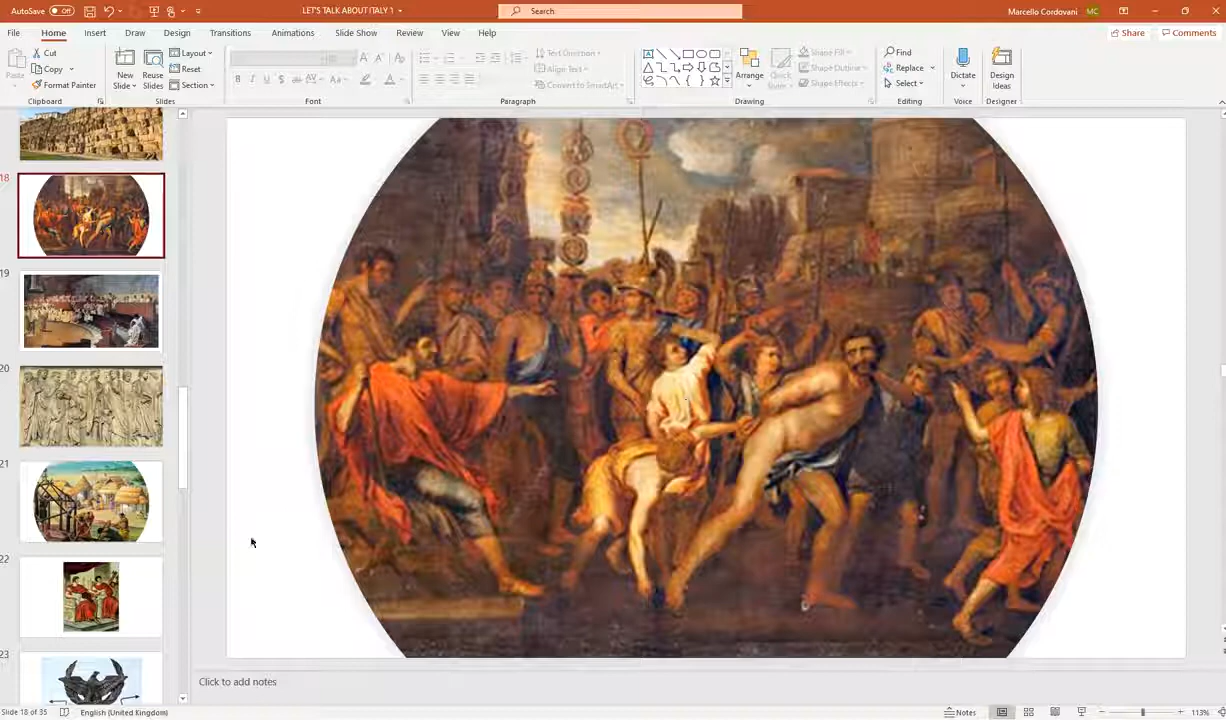 AutoSave Off LET'S TALK ABOUT ITALY 1 Search Marcello Cordovani MC
File Home Insert Draw Design Transitions Animations Slide Show Review View Help Share Comments
Paste Cut Copy Format Painter
New Slide Reuse Slides Layout Reset Section
Text Direction Align Text Convert to SmartArt
Arrange Quick Styles Shape Fill Shape Outline Shape Effects
Find Replace Select
Dictate Design Ideas
Clipboard Slides Font Paragraph Drawing Editing Voice Designer
18
19
20
21
22
23
Click to add notes
Slide 18 of 35 English (United Kingdom) Notes 113%